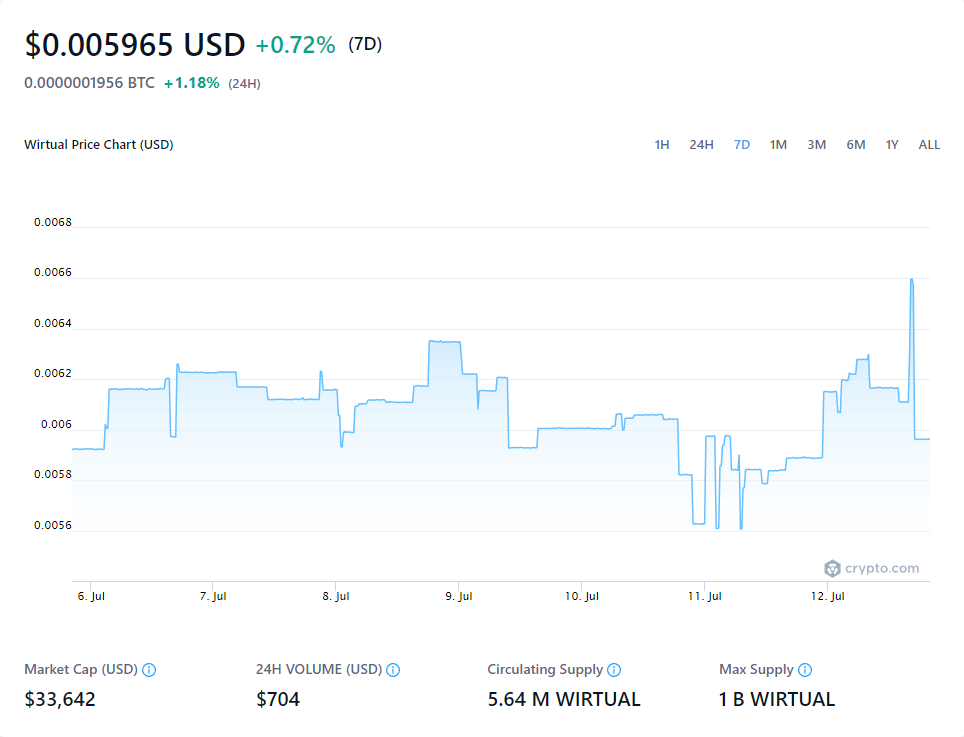 $0.005965 USD +0.72% (7D)
0.0000001956 BTC +1.18% (24H)
Wirtual Price Chart (USD) 1H 24H 7D 1M 3M 6M 1Y ALL
0.0068
0.0066
0.0064
0.0062
0.006
0.0058
0.0056
crypto.com
6. Jul 7. Jul 8. Jul 9. Jul 10. Jul 11. Jul 12. Jul
Market Cap (USD) 24H VOLUME (USD) Circulating Supply Max Supply
$33,642 $704 5.64 M WIRTUAL 1 B WIRTUAL